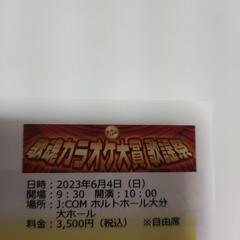 歌魂カラオケ大賞歌謡祭
日時：2023年6月4日（日）
開場：9：30　開演：10：00
場所：J:COM ホルトホール大分
大ホール
料金：3,500円（税込）　※自由席